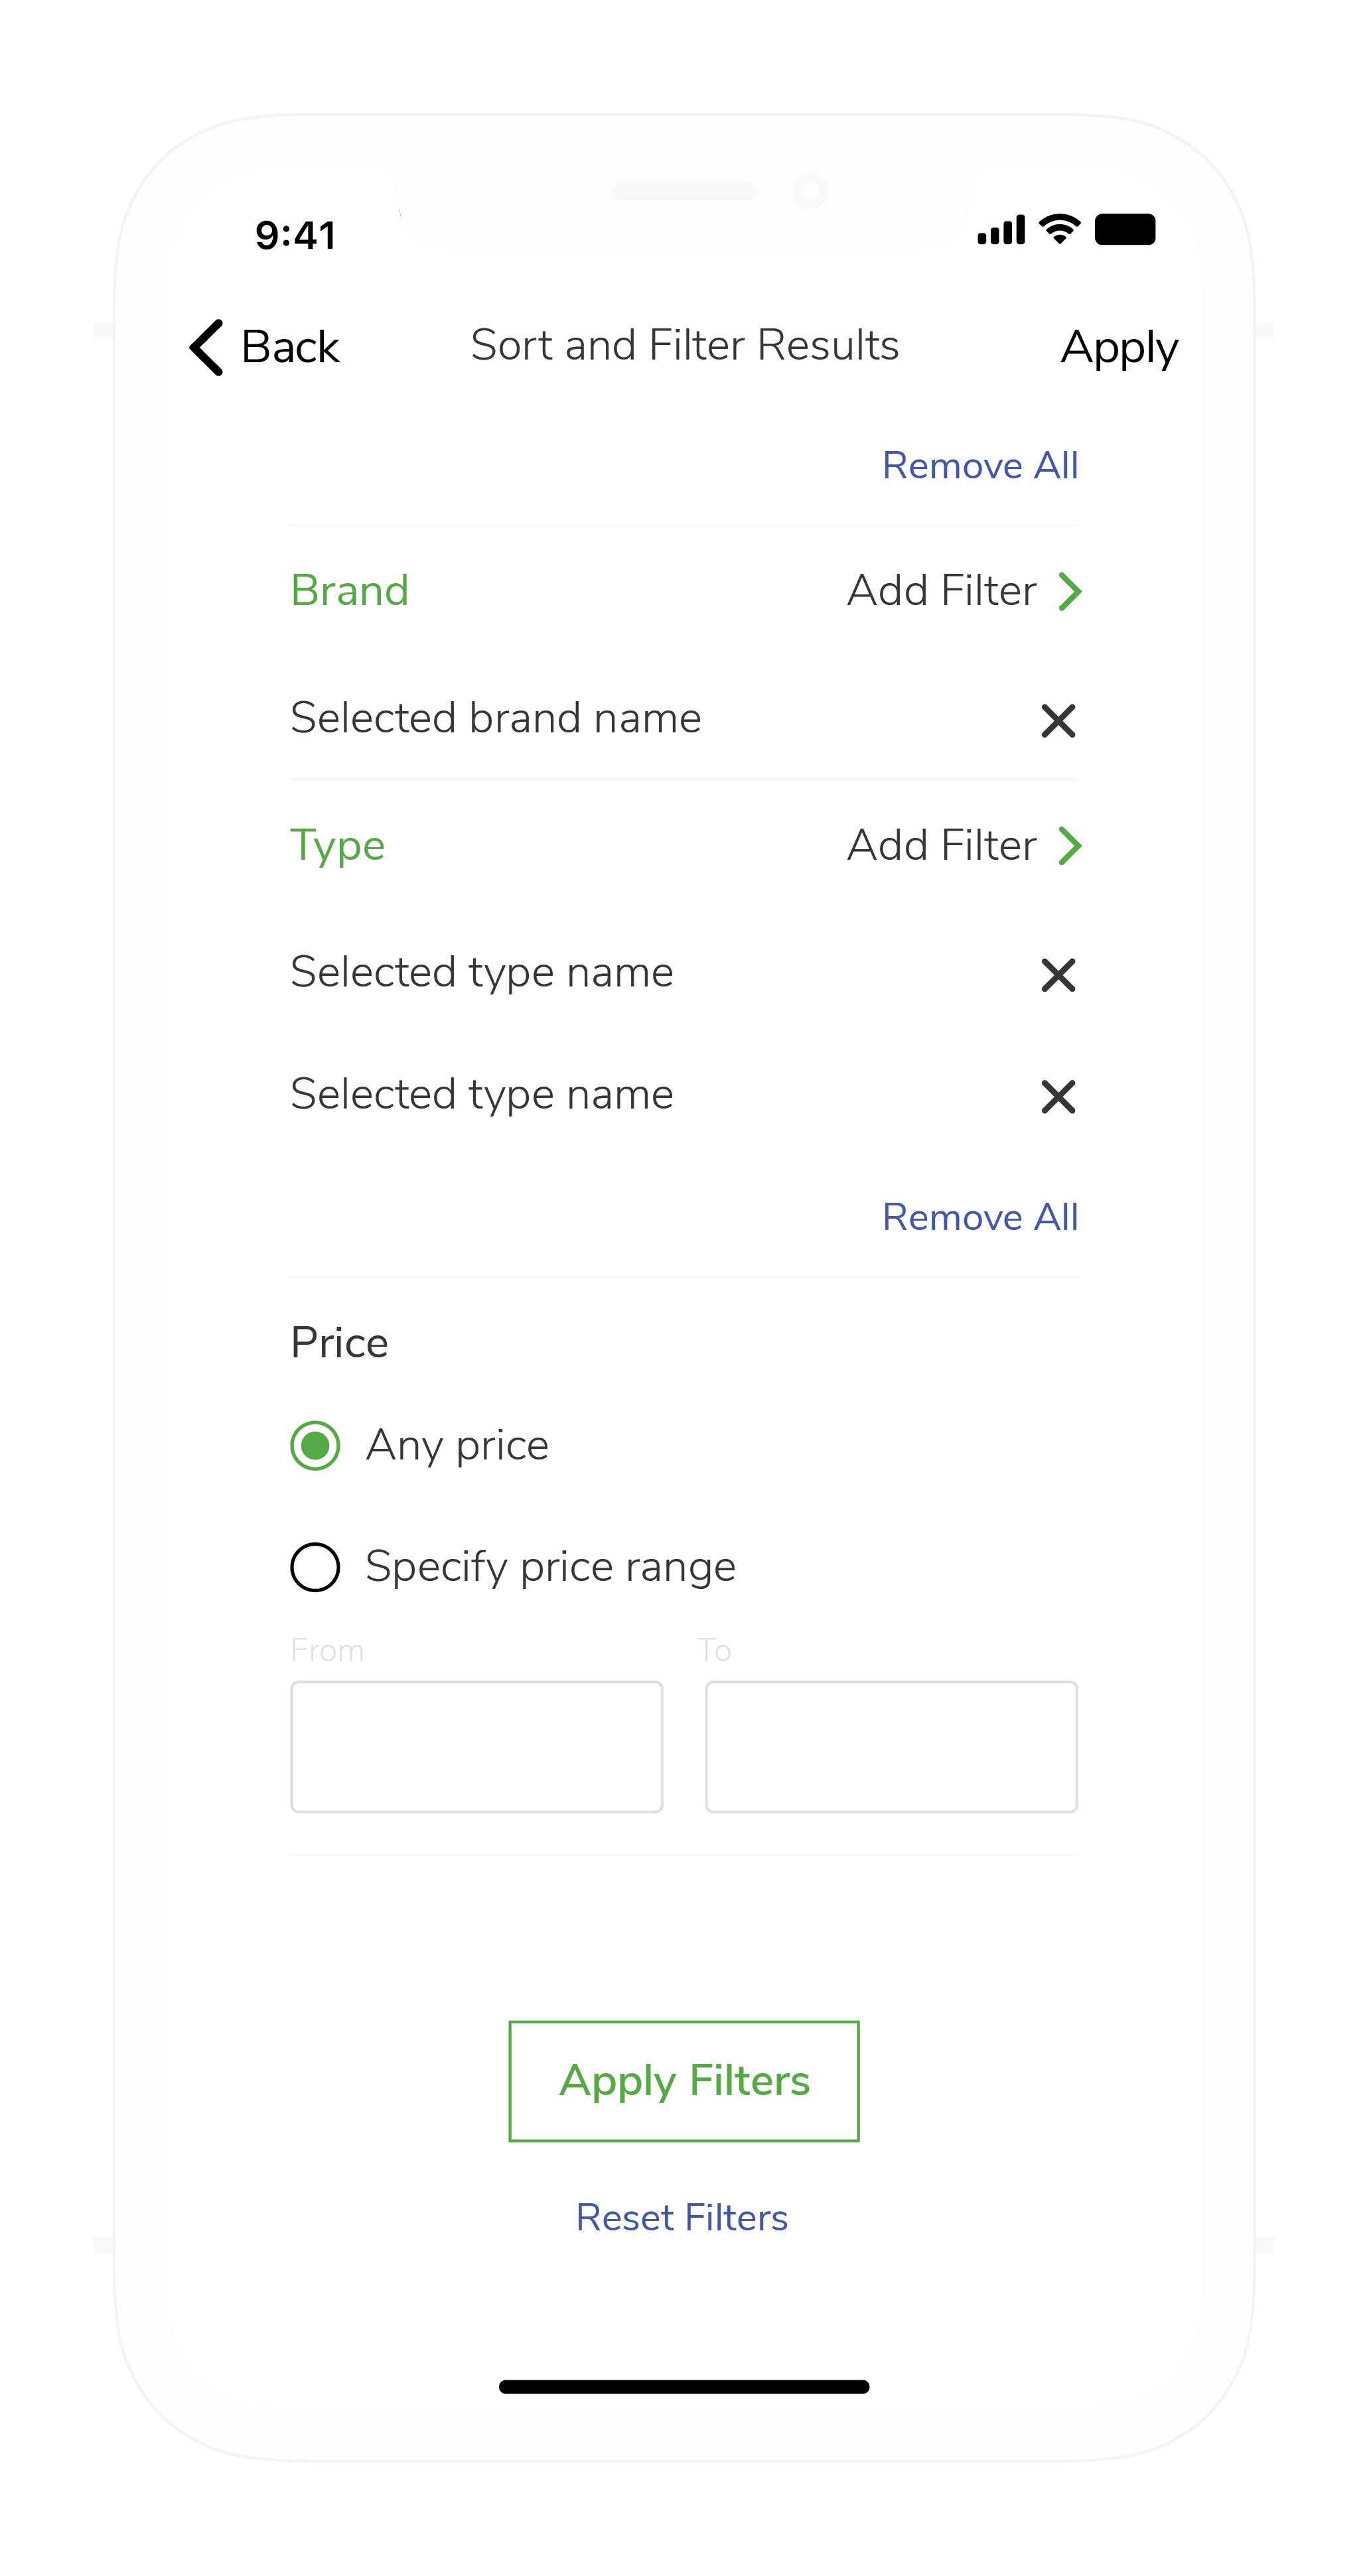 9:41
Back Sort and Filter Results Apply
Remove All
Brand Add Filter
Selected brand name
Type Add Filter
Selected type name
Selected type name
Remove All
Price
Any price
Specify price range
From To
Apply Filters
Reset Filters